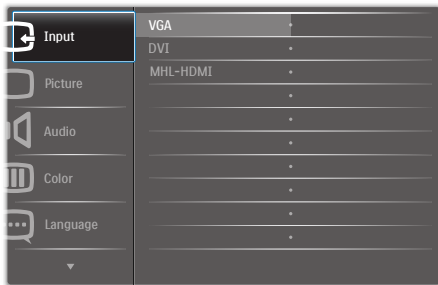 Input
Picture
Audio
Color
Language
VGA
DVI
MHL-HDMI